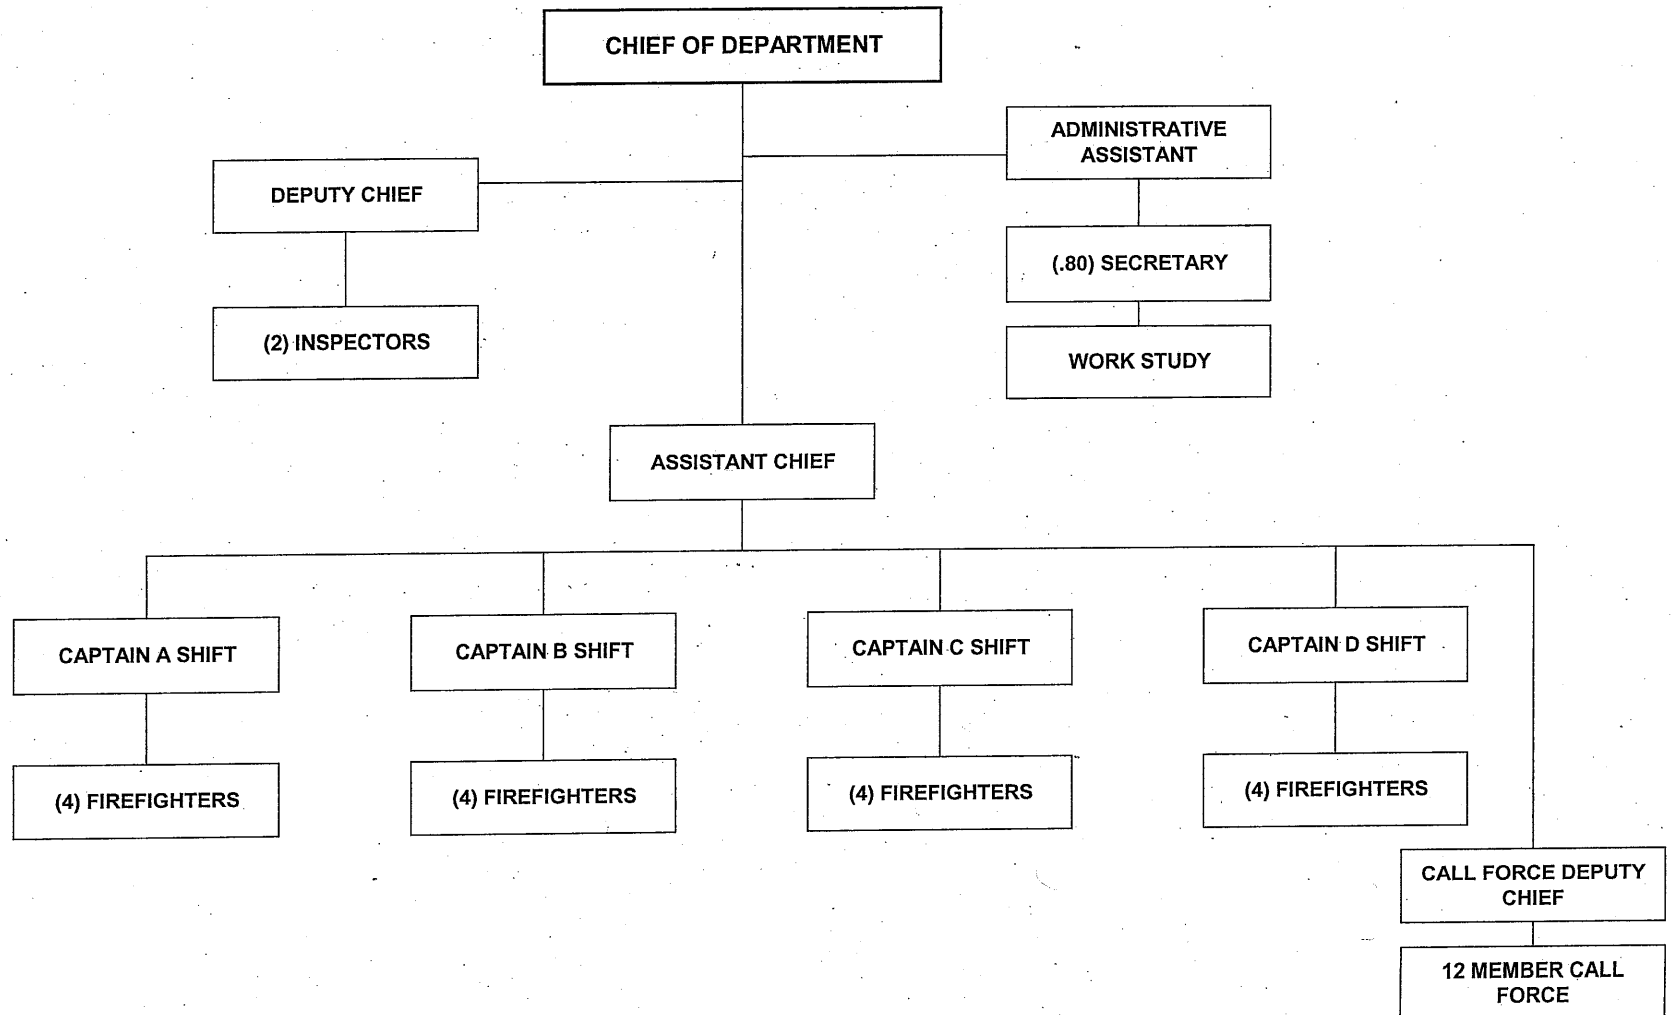 CHIEF OF DEPARTMENT
ADMINISTRATIVE
ASSISTANT
DEPUTY CHIEF
(.80) SECRETARY
(2) INSPECTORS
WORK STUDY
ASSISTANT CHIEF
CAPTAIN A SHIFT
CAPTAIN B SHIFT
CAPTAIN C SHIFT
CAPTAIN D SHIFT
(4) FIREFIGHTERS
(4) FIREFIGHTERS
(4) FIREFIGHTERS
(4) FIREFIGHTERS
CALL FORCE DEPUTY
CHIEF
12 MEMBER CALL
FORCE